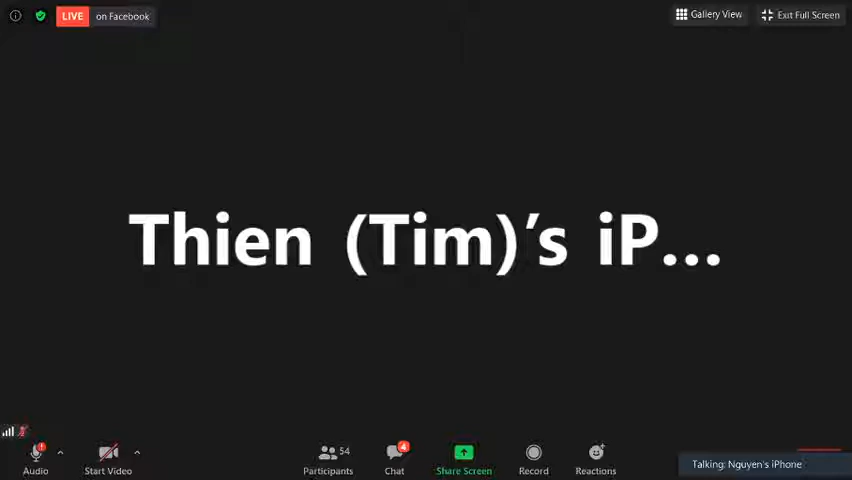 LIVE on Facebook
Gallery View
Exit Full Screen
Thien (Tim)’s iP...
54
4
Audio
Start Video
Participants
Chat
Share Screen
Record
Reactions
Talking: Nguyen's iPhone